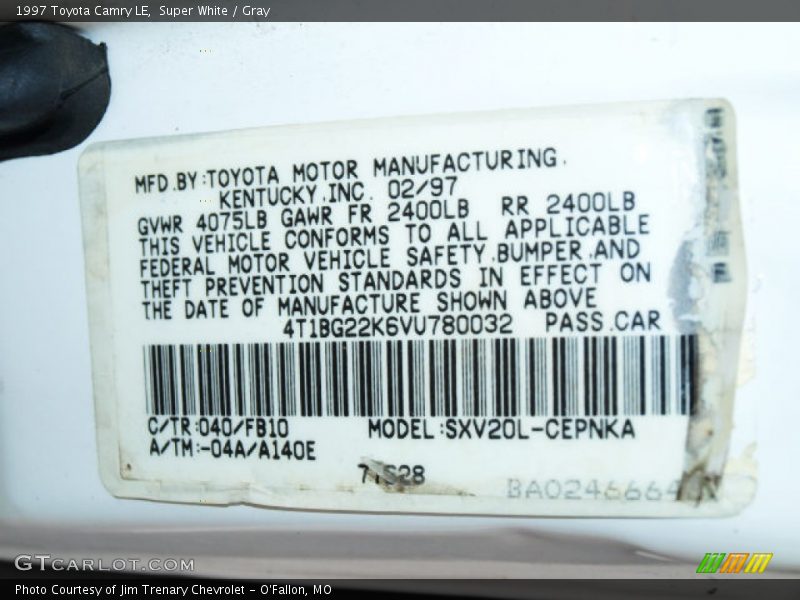 1997 Toyota Camry LE, Super White / Gray
MFD.BY:TOYOTA MOTOR MANUFACTURING.
KENTUCKY,INC. 02/97
GVWR 4075LB GAWR FR 2400LB RR 2400LB
THIS VEHICLE CONFORMS TO ALL APPLICABLE
FEDERAL MOTOR VEHICLE SAFETY,BUMPER,AND
THEFT PREVENTION STANDARDS IN EFFECT ON
THE DATE OF MANUFACTURE SHOWN ABOVE
4T1BG22K6VU780032 PASS.CAR
C/TR:040/FB10 MODEL:SXV20L-CEPNKA
A/TM:-04A/A140E
GTCARLOT.COM
Photo Courtesy of Jim Trenary Chevrolet - O'Fallon, MO